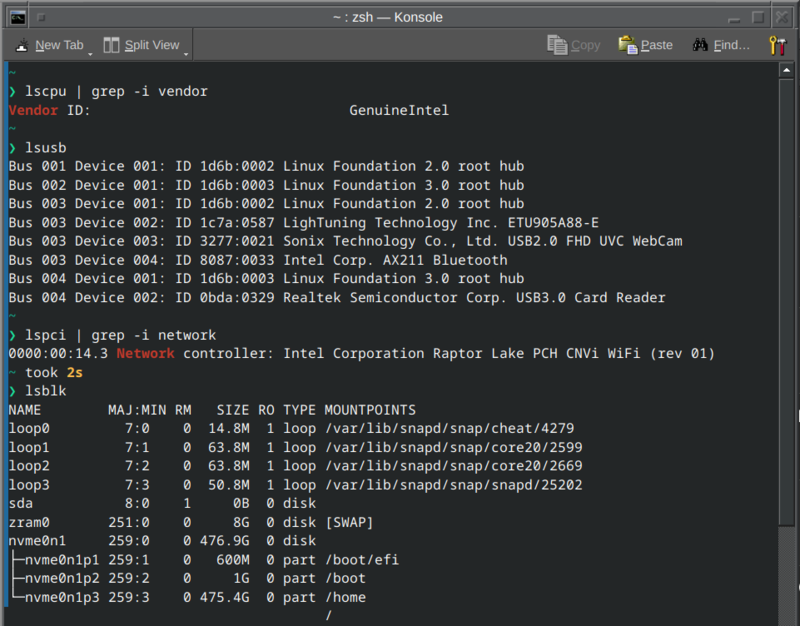 ~ : zsh — Konsole
New Tab Split View Copy Paste Find...
~
❯ lscpu | grep -i vendor
Vendor ID:                               GenuineIntel
~
❯ lsusb
Bus 001 Device 001: ID 1d6b:0002 Linux Foundation 2.0 root hub
Bus 002 Device 001: ID 1d6b:0003 Linux Foundation 3.0 root hub
Bus 003 Device 001: ID 1d6b:0002 Linux Foundation 2.0 root hub
Bus 003 Device 002: ID 1c7a:0587 LighTuning Technology Inc. ETU905A88-E
Bus 003 Device 003: ID 3277:0021 Sonix Technology Co., Ltd. USB2.0 FHD UVC WebCam
Bus 003 Device 004: ID 8087:0033 Intel Corp. AX211 Bluetooth
Bus 004 Device 001: ID 1d6b:0003 Linux Foundation 3.0 root hub
Bus 004 Device 002: ID 0bda:0329 Realtek Semiconductor Corp. USB3.0 Card Reader
~
❯ lspci | grep -i network
0000:00:14.3 Network controller: Intel Corporation Raptor Lake PCH CNVi WiFi (rev 01)
~ took 2s
❯ lsblk
NAME        MAJ:MIN RM   SIZE RO TYPE MOUNTPOINTS
loop0         7:0    0  14.8M  1 loop /var/lib/snapd/snap/cheat/4279
loop1         7:1    0  63.8M  1 loop /var/lib/snapd/snap/core20/2599
loop2         7:2    0  63.8M  1 loop /var/lib/snapd/snap/core20/2669
loop3         7:3    0  50.8M  1 loop /var/lib/snapd/snap/snapd/25202
sda           8:0    1     0B  0 disk
zram0       251:0    0     8G  0 disk [SWAP]
nvme0n1     259:0    0 476.9G  0 disk
├─nvme0n1p1 259:1    0   600M  0 part /boot/efi
├─nvme0n1p2 259:2    0     1G  0 part /boot
└─nvme0n1p3 259:3    0 475.4G  0 part /home
                                      /